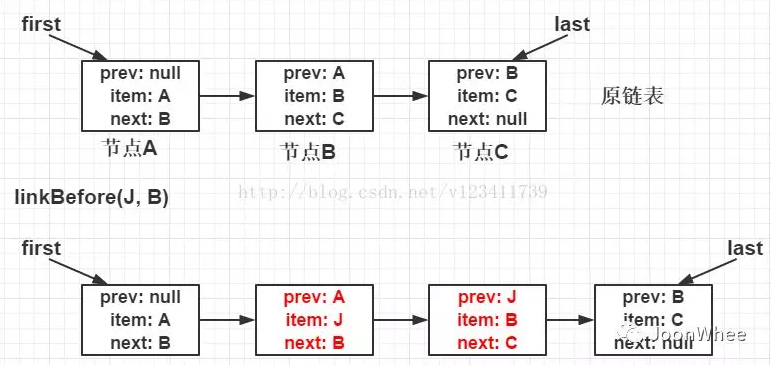 first
last
prev: null
item: A
next: B
prev: A
item: B
next: C
prev: B
item: C
next: null
原链表
节点A
节点B
节点C
http://blog.csdn.net/v123411739
linkBefore(J, B)
first
last
prev: null
item: A
next: B
prev: A
item: J
next: B
prev: J
item: B
next: C
prev: B
item: C
next: null
JoonWhee